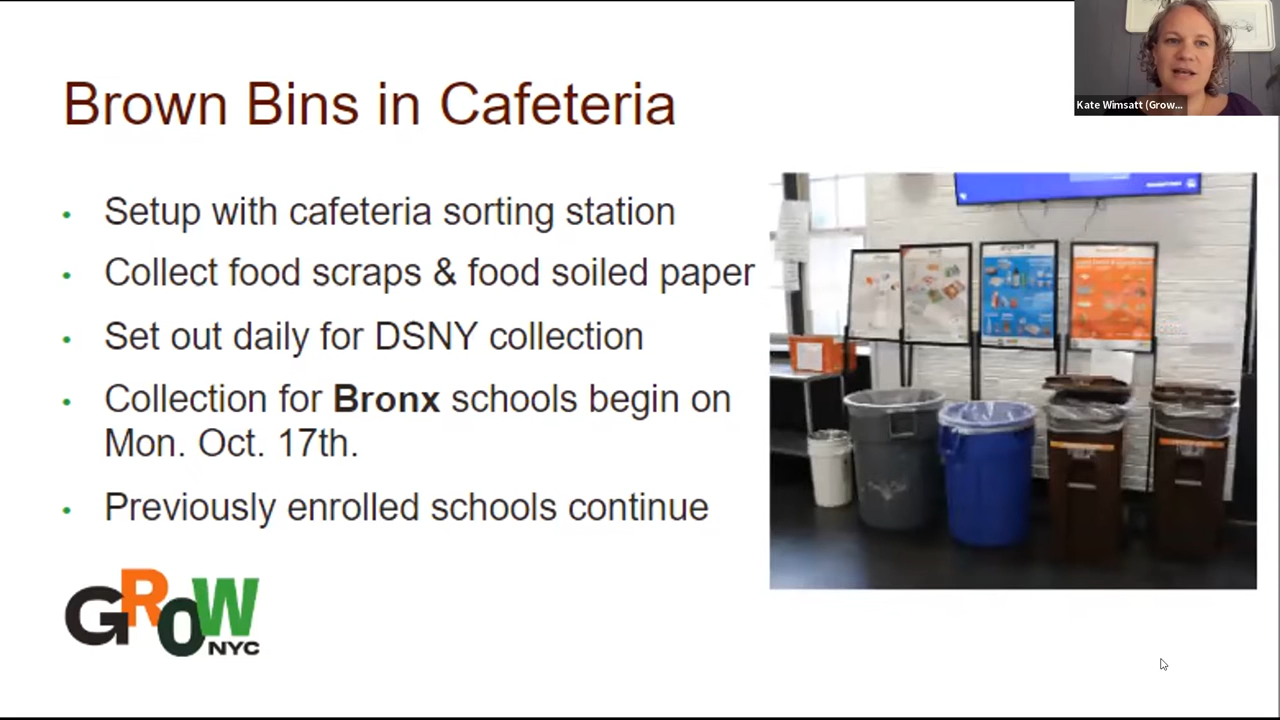 Brown Bins in Cafeteria
Kate Wimsatt (Grow...
• Setup with cafeteria sorting station
• Collect food scraps & food soiled paper
• Set out daily for DSNY collection
• Collection for Bronx schools begin on
Mon. Oct. 17th.
• Previously enrolled schools continue
GROW
NYC